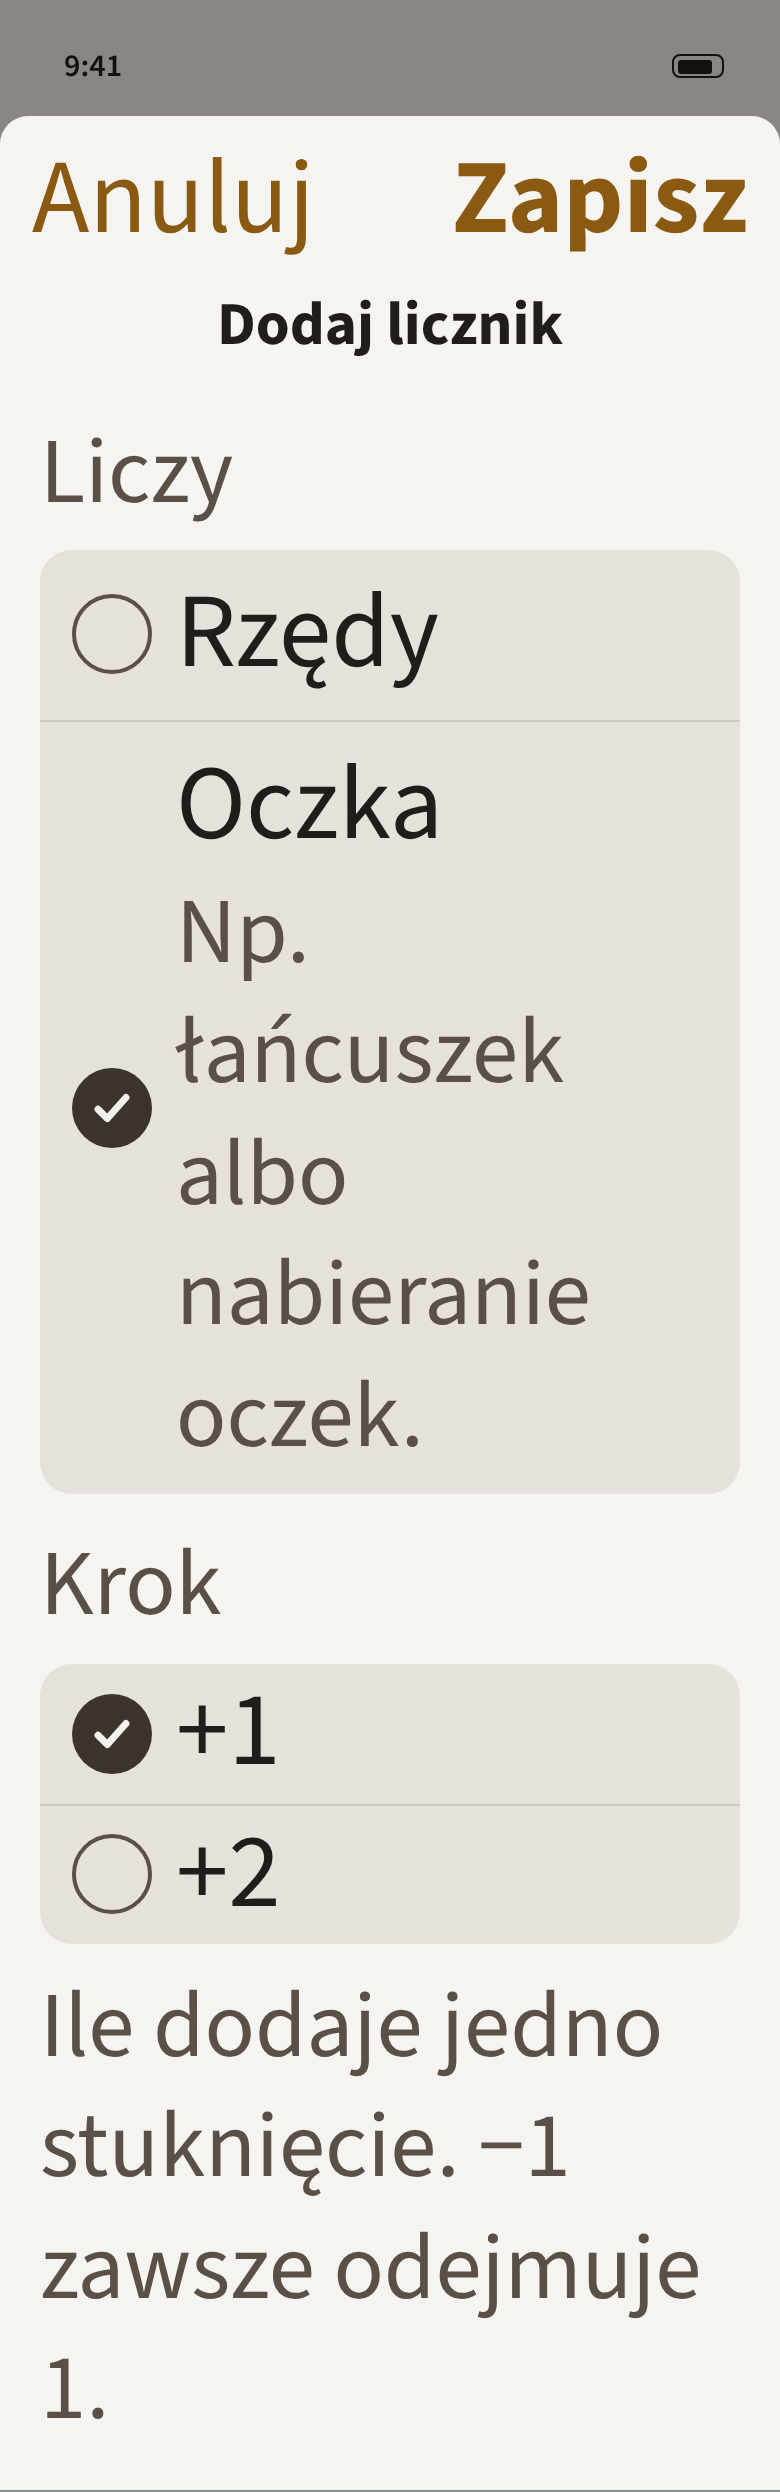 9:41
Anuluj
Zapisz
Dodaj licznik
Liczy
Rzędy
Oczka
Np.
łańcuszek
albo
nabieranie
oczek.
Krok
+1
+2
Ile dodaje jedno
stuknięcie. −1
zawsze odejmuje
1.